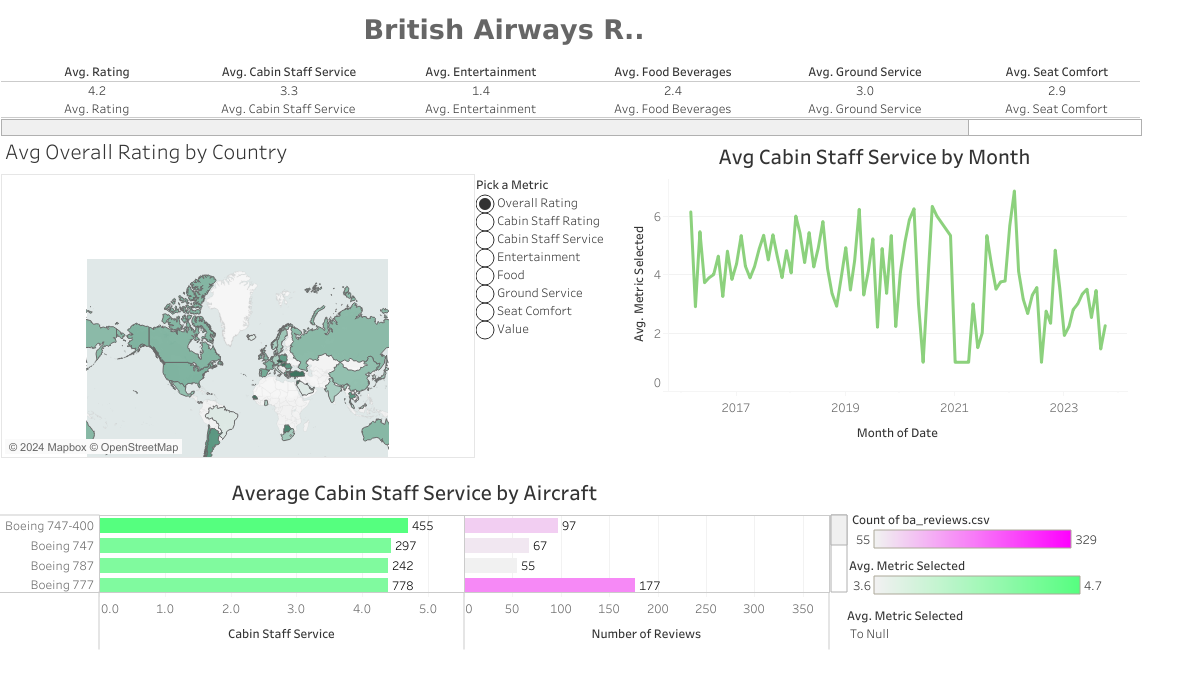 British Airways R..
Avg. Rating Avg. Cabin Staff Service Avg. Entertainment Avg. Food Beverages Avg. Ground Service Avg. Seat Comfort
4.2 3.3 1.4 2.4 3.0 2.9
Avg. Rating Avg. Cabin Staff Service Avg. Entertainment Avg. Food Beverages Avg. Ground Service Avg. Seat Comfort
Avg Overall Rating by Country
© 2024 Mapbox © OpenStreetMap
Pick a Metric
Overall Rating
Cabin Staff Rating
Cabin Staff Service
Entertainment
Food
Ground Service
Seat Comfort
Value
Avg Cabin Staff Service by Month
Avg. Metric Selected
6
4
2
0
2017 2019 2021 2023
Month of Date
Average Cabin Staff Service by Aircraft
Boeing 747-400 455 97
Boeing 747 297 67
Boeing 787 242 55
Boeing 777 778 177
0.0 1.0 2.0 3.0 4.0 5.0 0 50 100 150 200 250 300 350
Cabin Staff Service Number of Reviews
Count of ba_reviews.csv
55 329
Avg. Metric Selected
3.6 4.7
Avg. Metric Selected
To Null